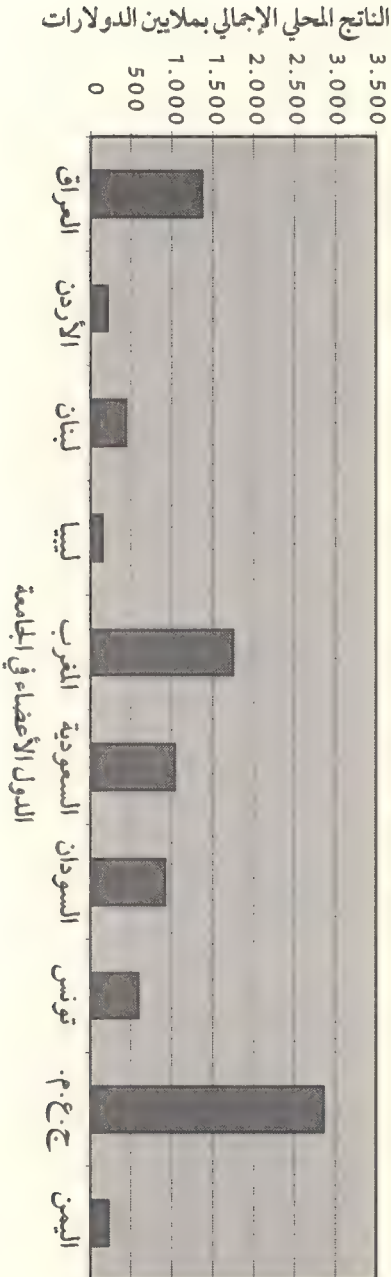 الناتج المحلي الإجمالي بملايين الدولارات
3.500
3.000
2.500
2.000
1.500
1.000
500
0
العراق
الأردن
لبنان
ليبيا
المغرب
السعودية
السودان
تونس
ج.ع.م.
اليمن
الدول الأعضاء في الجامعة